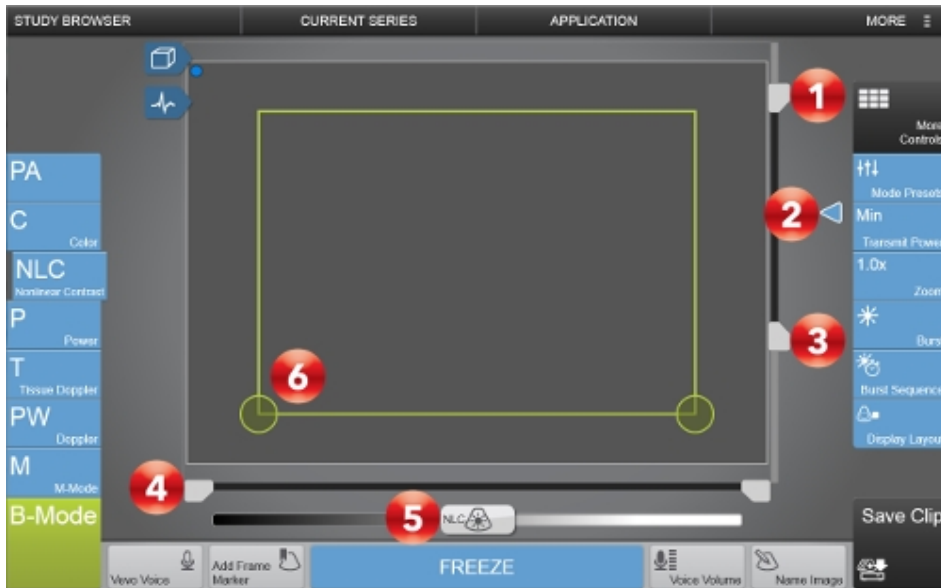 STUDY BROWSER
CURRENT SERIES
APPLICATION
MORE
1
More
Controls
PA
Mode Presets
C
Color
2
Min
Transmit Power
NLC
Nonlinear Contrast
1.0x
Zoom
P
Power
3
Burst
T
Tissue Doppler
6
Burst Sequence
PW
Doppler
Display Layout
M
M-Mode
4
B-Mode
5
NLC
Save Clip
Vevo Voice
Add Frame
Marker
FREEZE
Voice Volume
Name Image